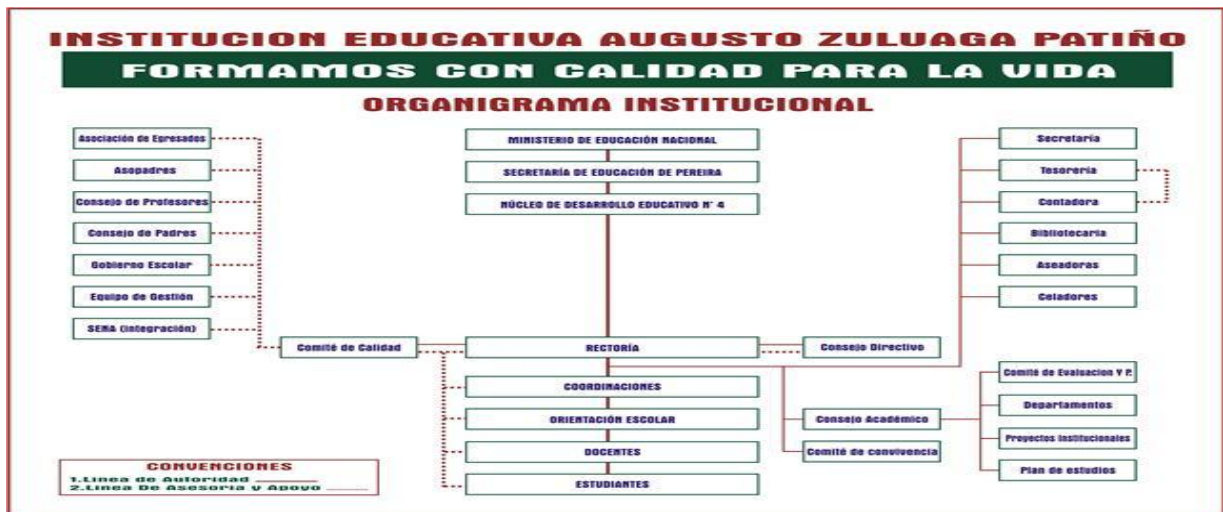 INSTITUCION EDUCATIVA AUGUSTO ZULUAGA PATIÑO
FORMAMOS CON CALIDAD PARA LA VIDA
ORGANIGRAMA INSTITUCIONAL
Asociación de Egresados
Asopadres
Consejo de Profesores
Consejo de Padres
Gobierno Escolar
Equipo de Gestión
SENA (integración)
Comité de Calidad
MINISTERIO DE EDUCACIÓN NACIONAL
SECRETARÍA DE EDUCACIÓN DE PEREIRA
NÚCLEO DE DESARROLLO EDUCATIVO N° 4
RECTORÍA
COORDINACIONES
ORIENTACIÓN ESCOLAR
DOCENTES
ESTUDIANTES
Consejo Directivo
Consejo Académico
Comité de convivencia
Secretaría
Tesorería
Contadora
Bibliotecaria
Aseadoras
Celadores
Comité de Evaluacion Y P.
Departamentos
Proyectos Institucionales
Plan de estudios
CONVENCIONES
1.Linea de Autoridad
2.Linea De Asesoria y Apoyo